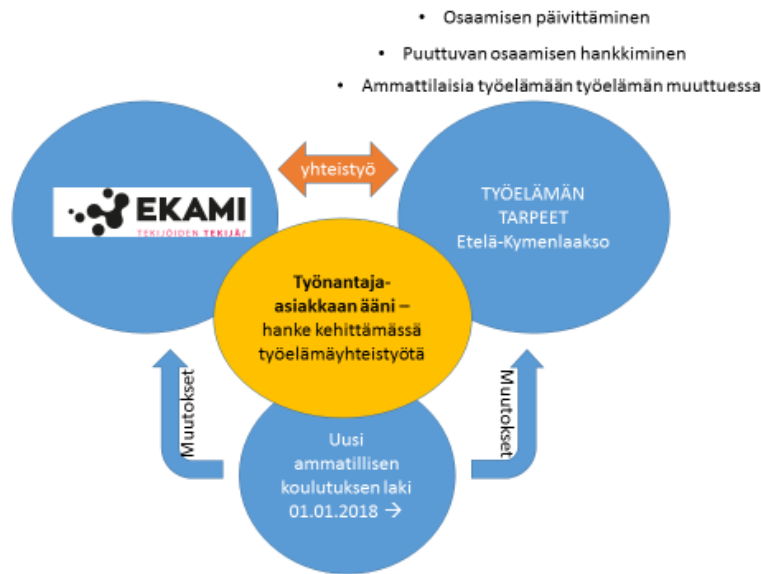 • Osaamisen päivittäminen
• Puuttuvan osaamisen hankkiminen
• Ammattilaisia työelämään työelämän muuttuessa
yhteistyö
EKAMI
TEKIJÖIDEN TEKIJÄ!
TYÖELÄMÄN
TARPEET
Etelä-Kymenlaakso
Työnantaja-
asiakkaan ääni –
hanke kehittämässä
työelämäyhteistyötä
Muutokset
Muutokset
Uusi
ammatillisen
koulutuksen laki
01.01.2018 →